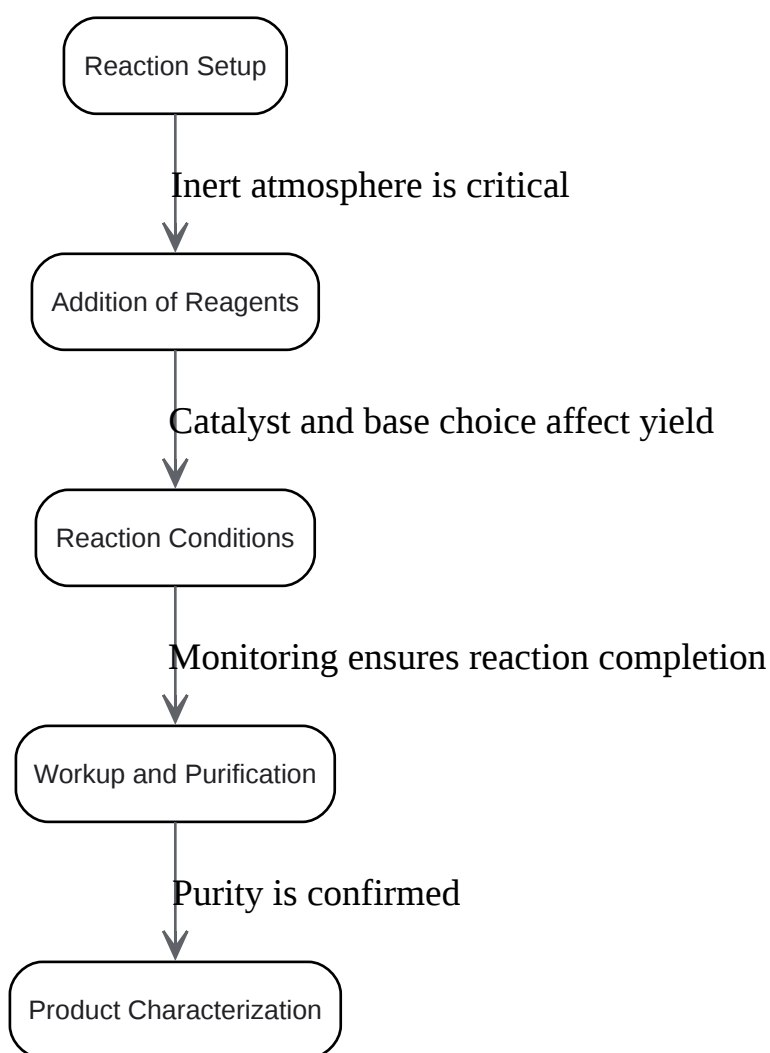 Reaction Setup
Inert atmosphere is critical
Addition of Reagents
Catalyst and base choice affect yield
Reaction Conditions
Monitoring ensures reaction completion
Workup and Purification
Purity is confirmed
Product Characterization